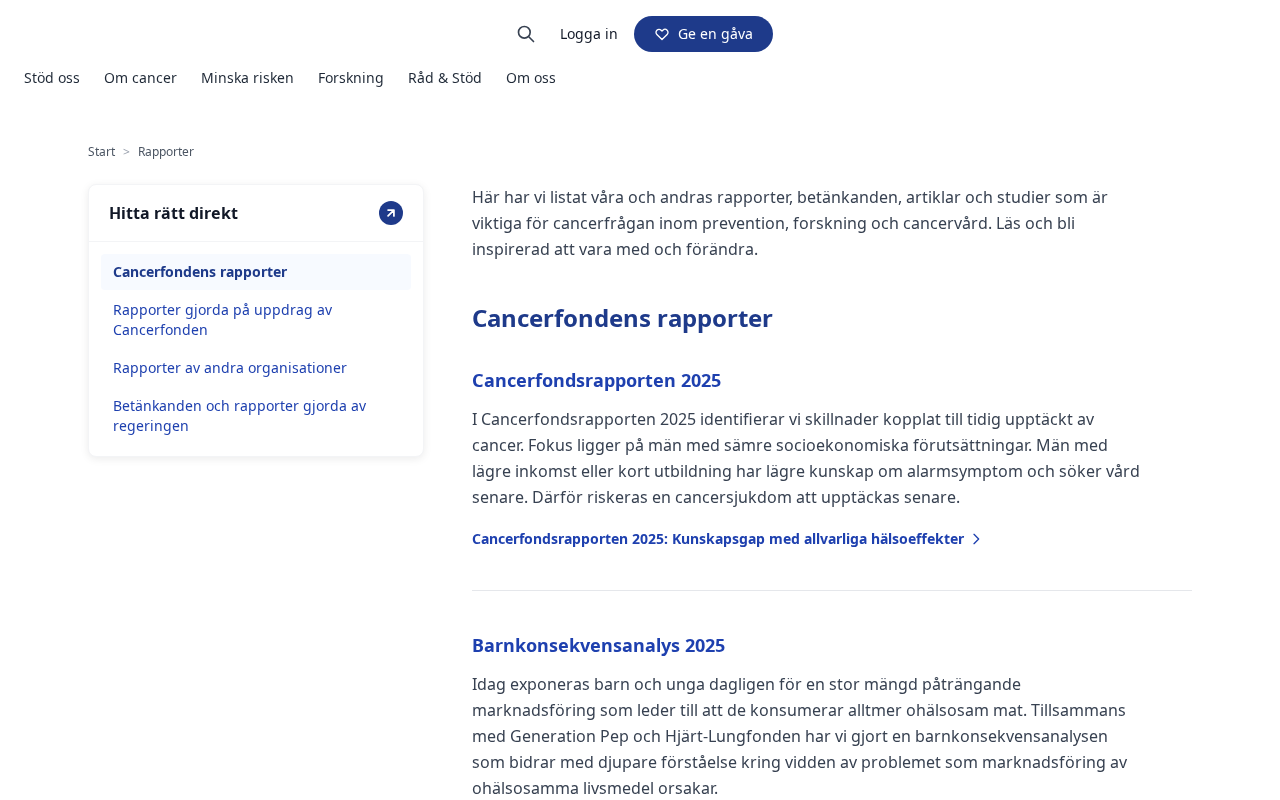 Logga in
Ge en gåva
Stöd oss
Om cancer
Minska risken
Forskning
Råd & Stöd
Om oss
Start > Rapporter
Hitta rätt direkt
Cancerfondens rapporter
Rapporter gjorda på uppdrag av
Cancerfonden
Rapporter av andra organisationer
Betänkanden och rapporter gjorda av
regeringen
Här har vi listat våra och andras rapporter, betänkanden, artiklar och studier som är
viktiga för cancerfrågan inom prevention, forskning och cancervård. Läs och bli
inspirerad att vara med och förändra.
Cancerfondens rapporter
Cancerfondsrapporten 2025
I Cancerfondsrapporten 2025 identifierar vi skillnader kopplat till tidig upptäckt av
cancer. Fokus ligger på män med sämre socioekonomiska förutsättningar. Män med
lägre inkomst eller kort utbildning har lägre kunskap om alarmsymptom och söker vård
senare. Därför riskeras en cancersjukdom att upptäckas senare.
Cancerfondsrapporten 2025: Kunskapsgap med allvarliga hälsoeffekter
Barnkonsekvensanalys 2025
Idag exponeras barn och unga dagligen för en stor mängd påträngande
marknadsföring som leder till att de konsumerar alltmer ohälsosam mat. Tillsammans
med Generation Pep och Hjärt-Lungfonden har vi gjort en barnkonsekvensanalysen
som bidrar med djupare förståelse kring vidden av problemet som marknadsföring av
ohälsosamma livsmedel orsakar.